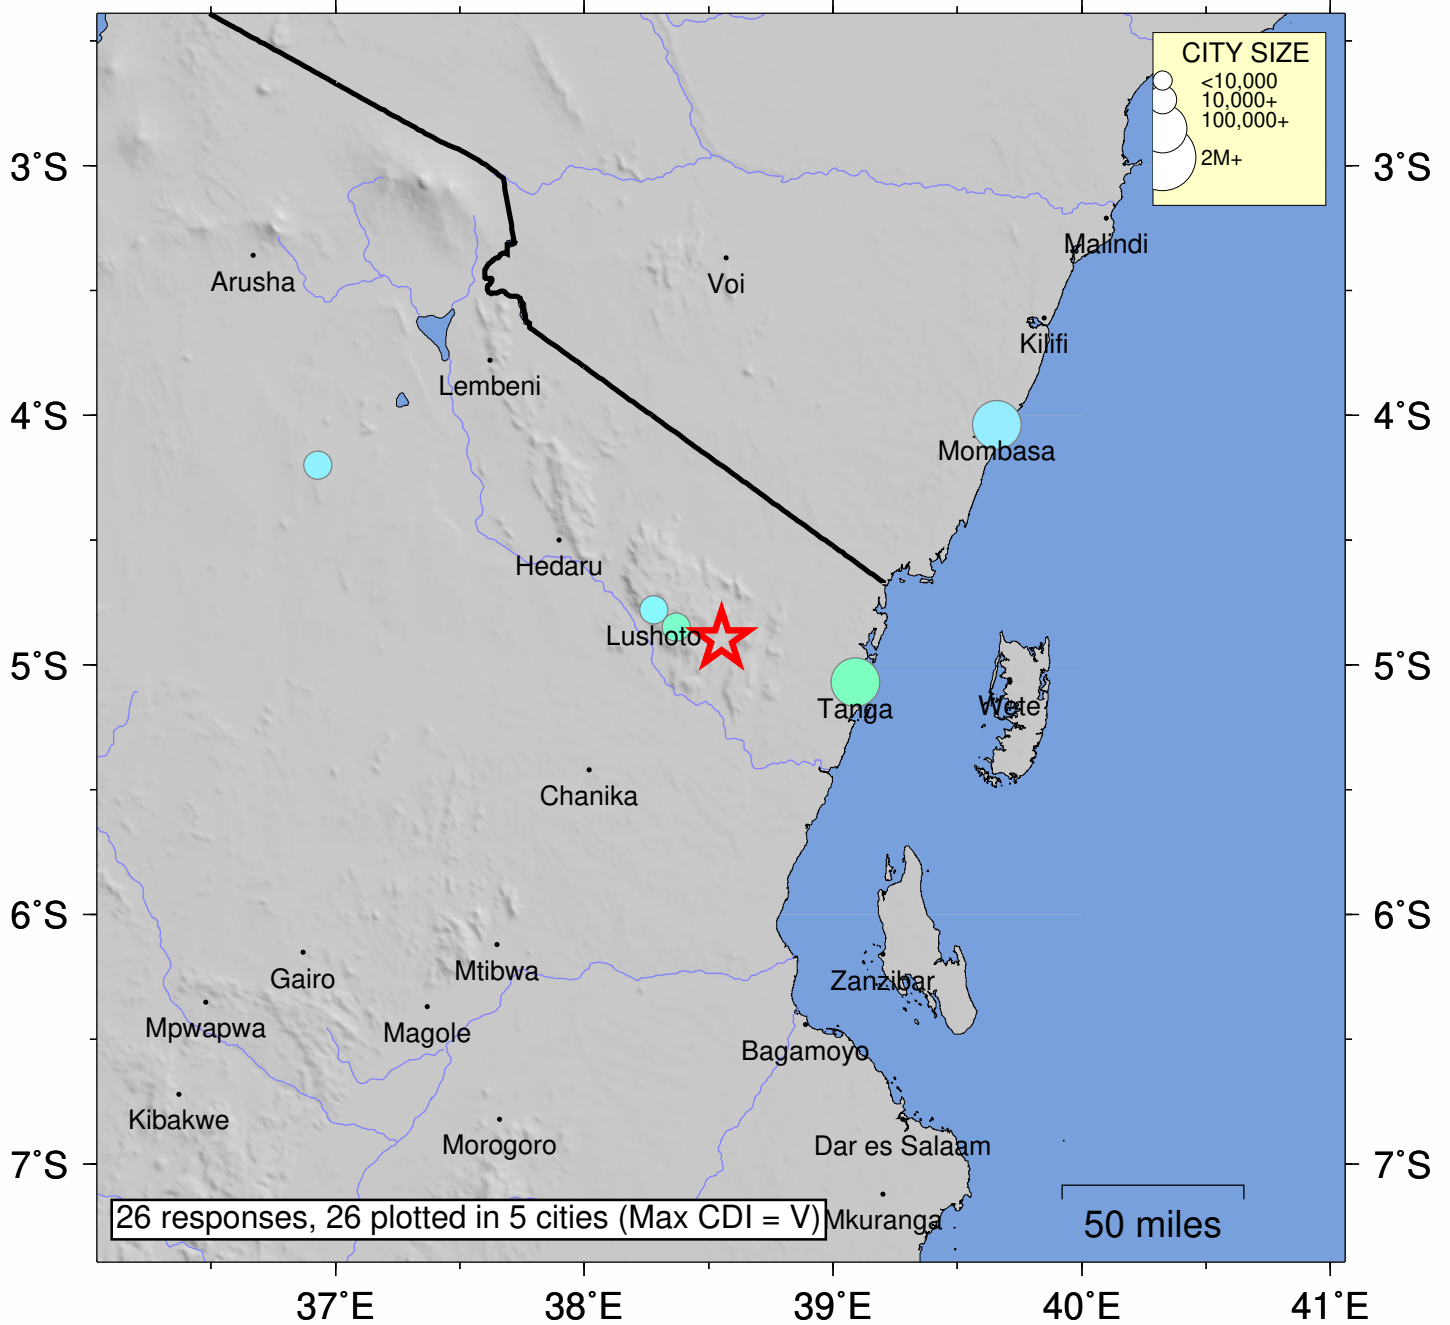 CITY SIZE
<10,000
10,000+
100,000+
2M+
3°S
3°S
Malindi
Arusha
Voi
Kilifi
Lembeni
4°S
4°S
Mombasa
Hedaru
Lushoto
5°S
5°S
Tanga
Wete
Chanika
6°S
6°S
Gairo
Mtibwa
Zanzibar
Mpwapwa
Magole
Bagamoyo
Kibakwe
Morogoro
Dar es Salaam
7°S
7°S
26 responses, 26 plotted in 5 cities (Max CDI = V)
Mkuranga
50 miles
37°E
38°E
39°E
40°E
41°E